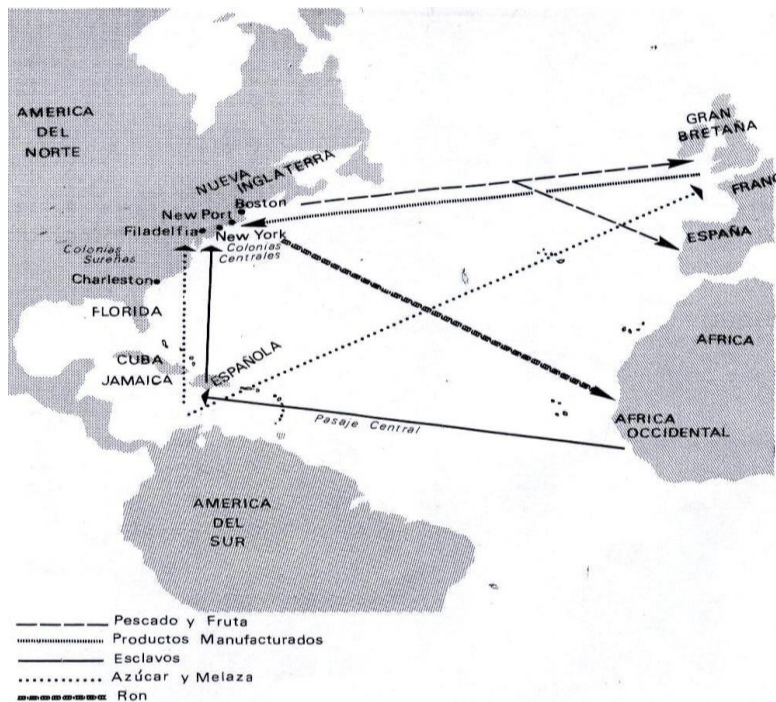 AMERICA
DEL
NORTE
GRAN
BRETAÑA
NUEVA
INGLATERRA
FRANC
Boston
New Port
Filadelfia
New York
ESPAÑA
Colonias
Sureñas
Colonias
Centrales
Charleston
FLORIDA
AFRICA
CUBA
JAMAICA
ESPAÑOLA
Pasaje Central
AFRICA
OCCIDENTAL
AMERICA
DEL
SUR
Pescado y Fruta
Productos Manufacturados
Esclavos
Azúcar y Melaza
Ron